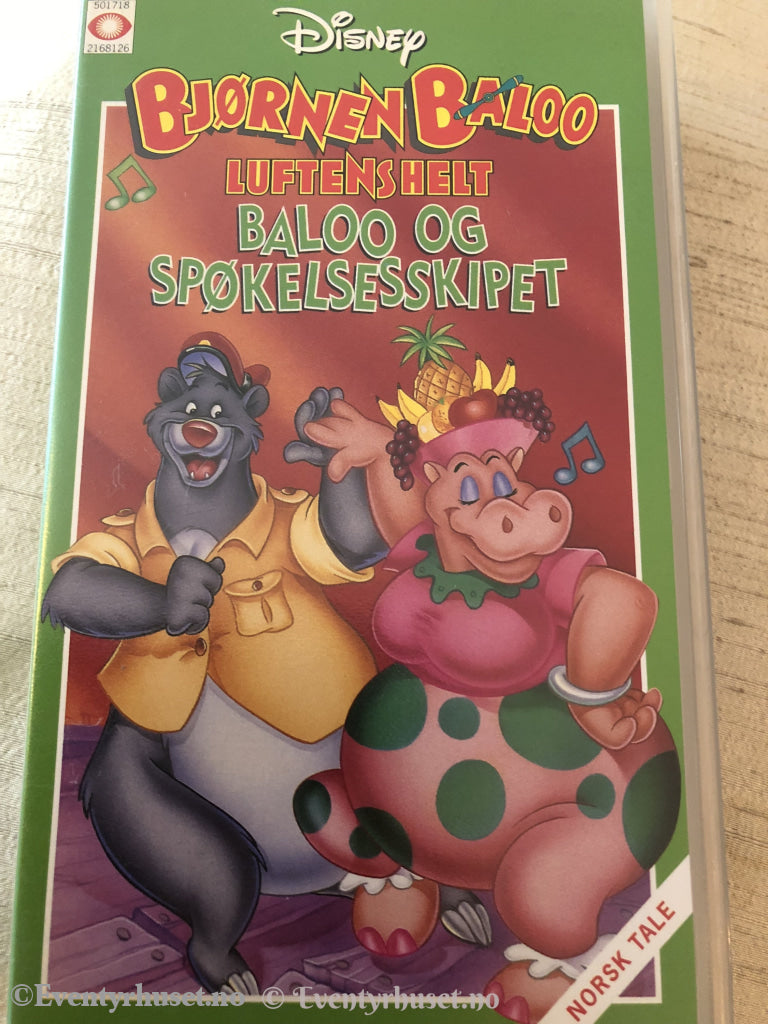 501718
2168126
DISNEY
BJØRNEN BALOO
LUFTENS HELT
BALOO OG
SPØKELSESSKIPET
NORSK TALE
©Eventyrhuset.no © Eventyrhuset.no